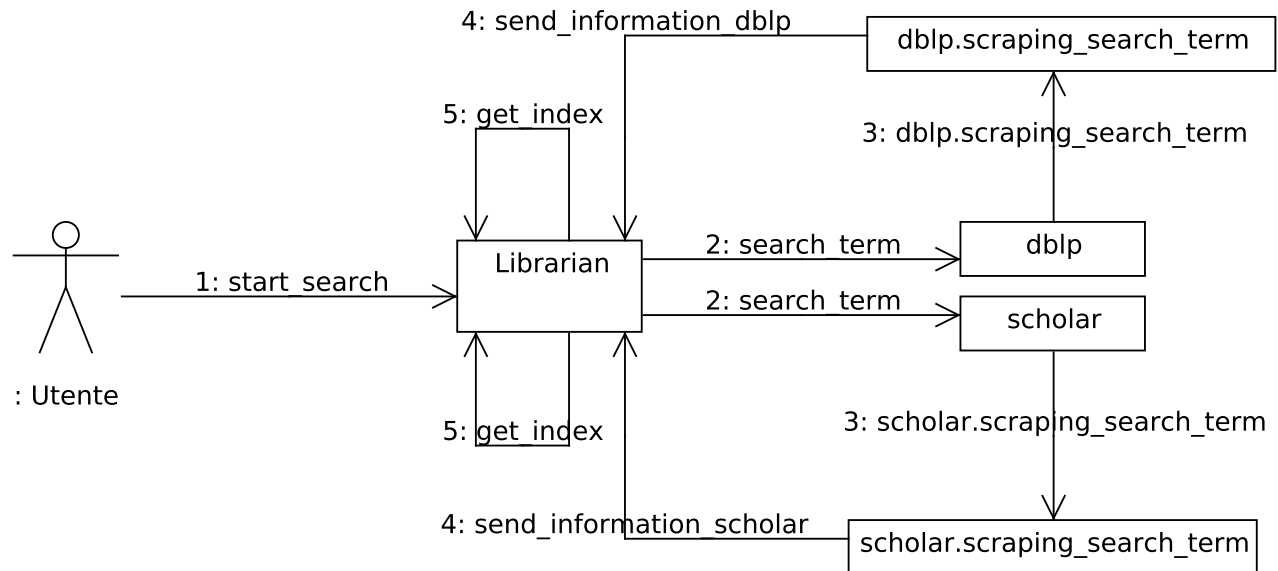 4: send_information_dblp
dblp.scraping_search_term
5: get_index
3: dblp.scraping_search_term
2: search_term
dblp
Librarian
1: start_search
2: search_term
scholar
: Utente
5: get_index
3: scholar.scraping_search_term
4: send_information_scholar
scholar.scraping_search_term